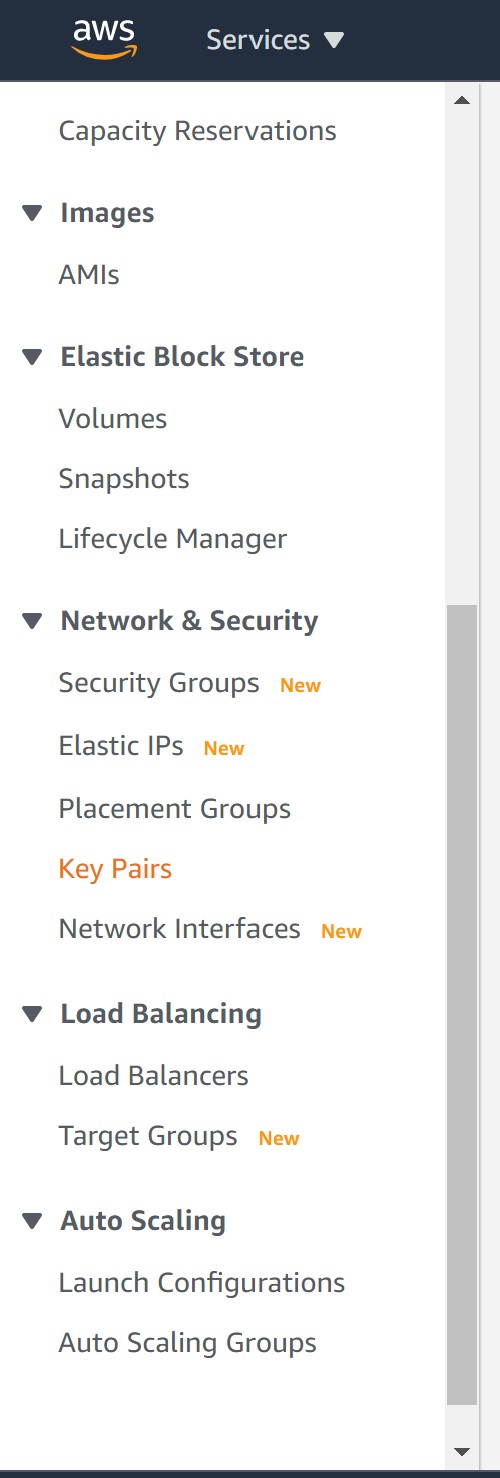 aws
Services
Capacity Reservations
Images
AMIs
Elastic Block Store
Volumes
Snapshots
Lifecycle Manager
Network & Security
Security Groups New
Elastic IPs New
Placement Groups
Key Pairs
Network Interfaces New
Load Balancing
Load Balancers
Target Groups New
Auto Scaling
Launch Configurations
Auto Scaling Groups